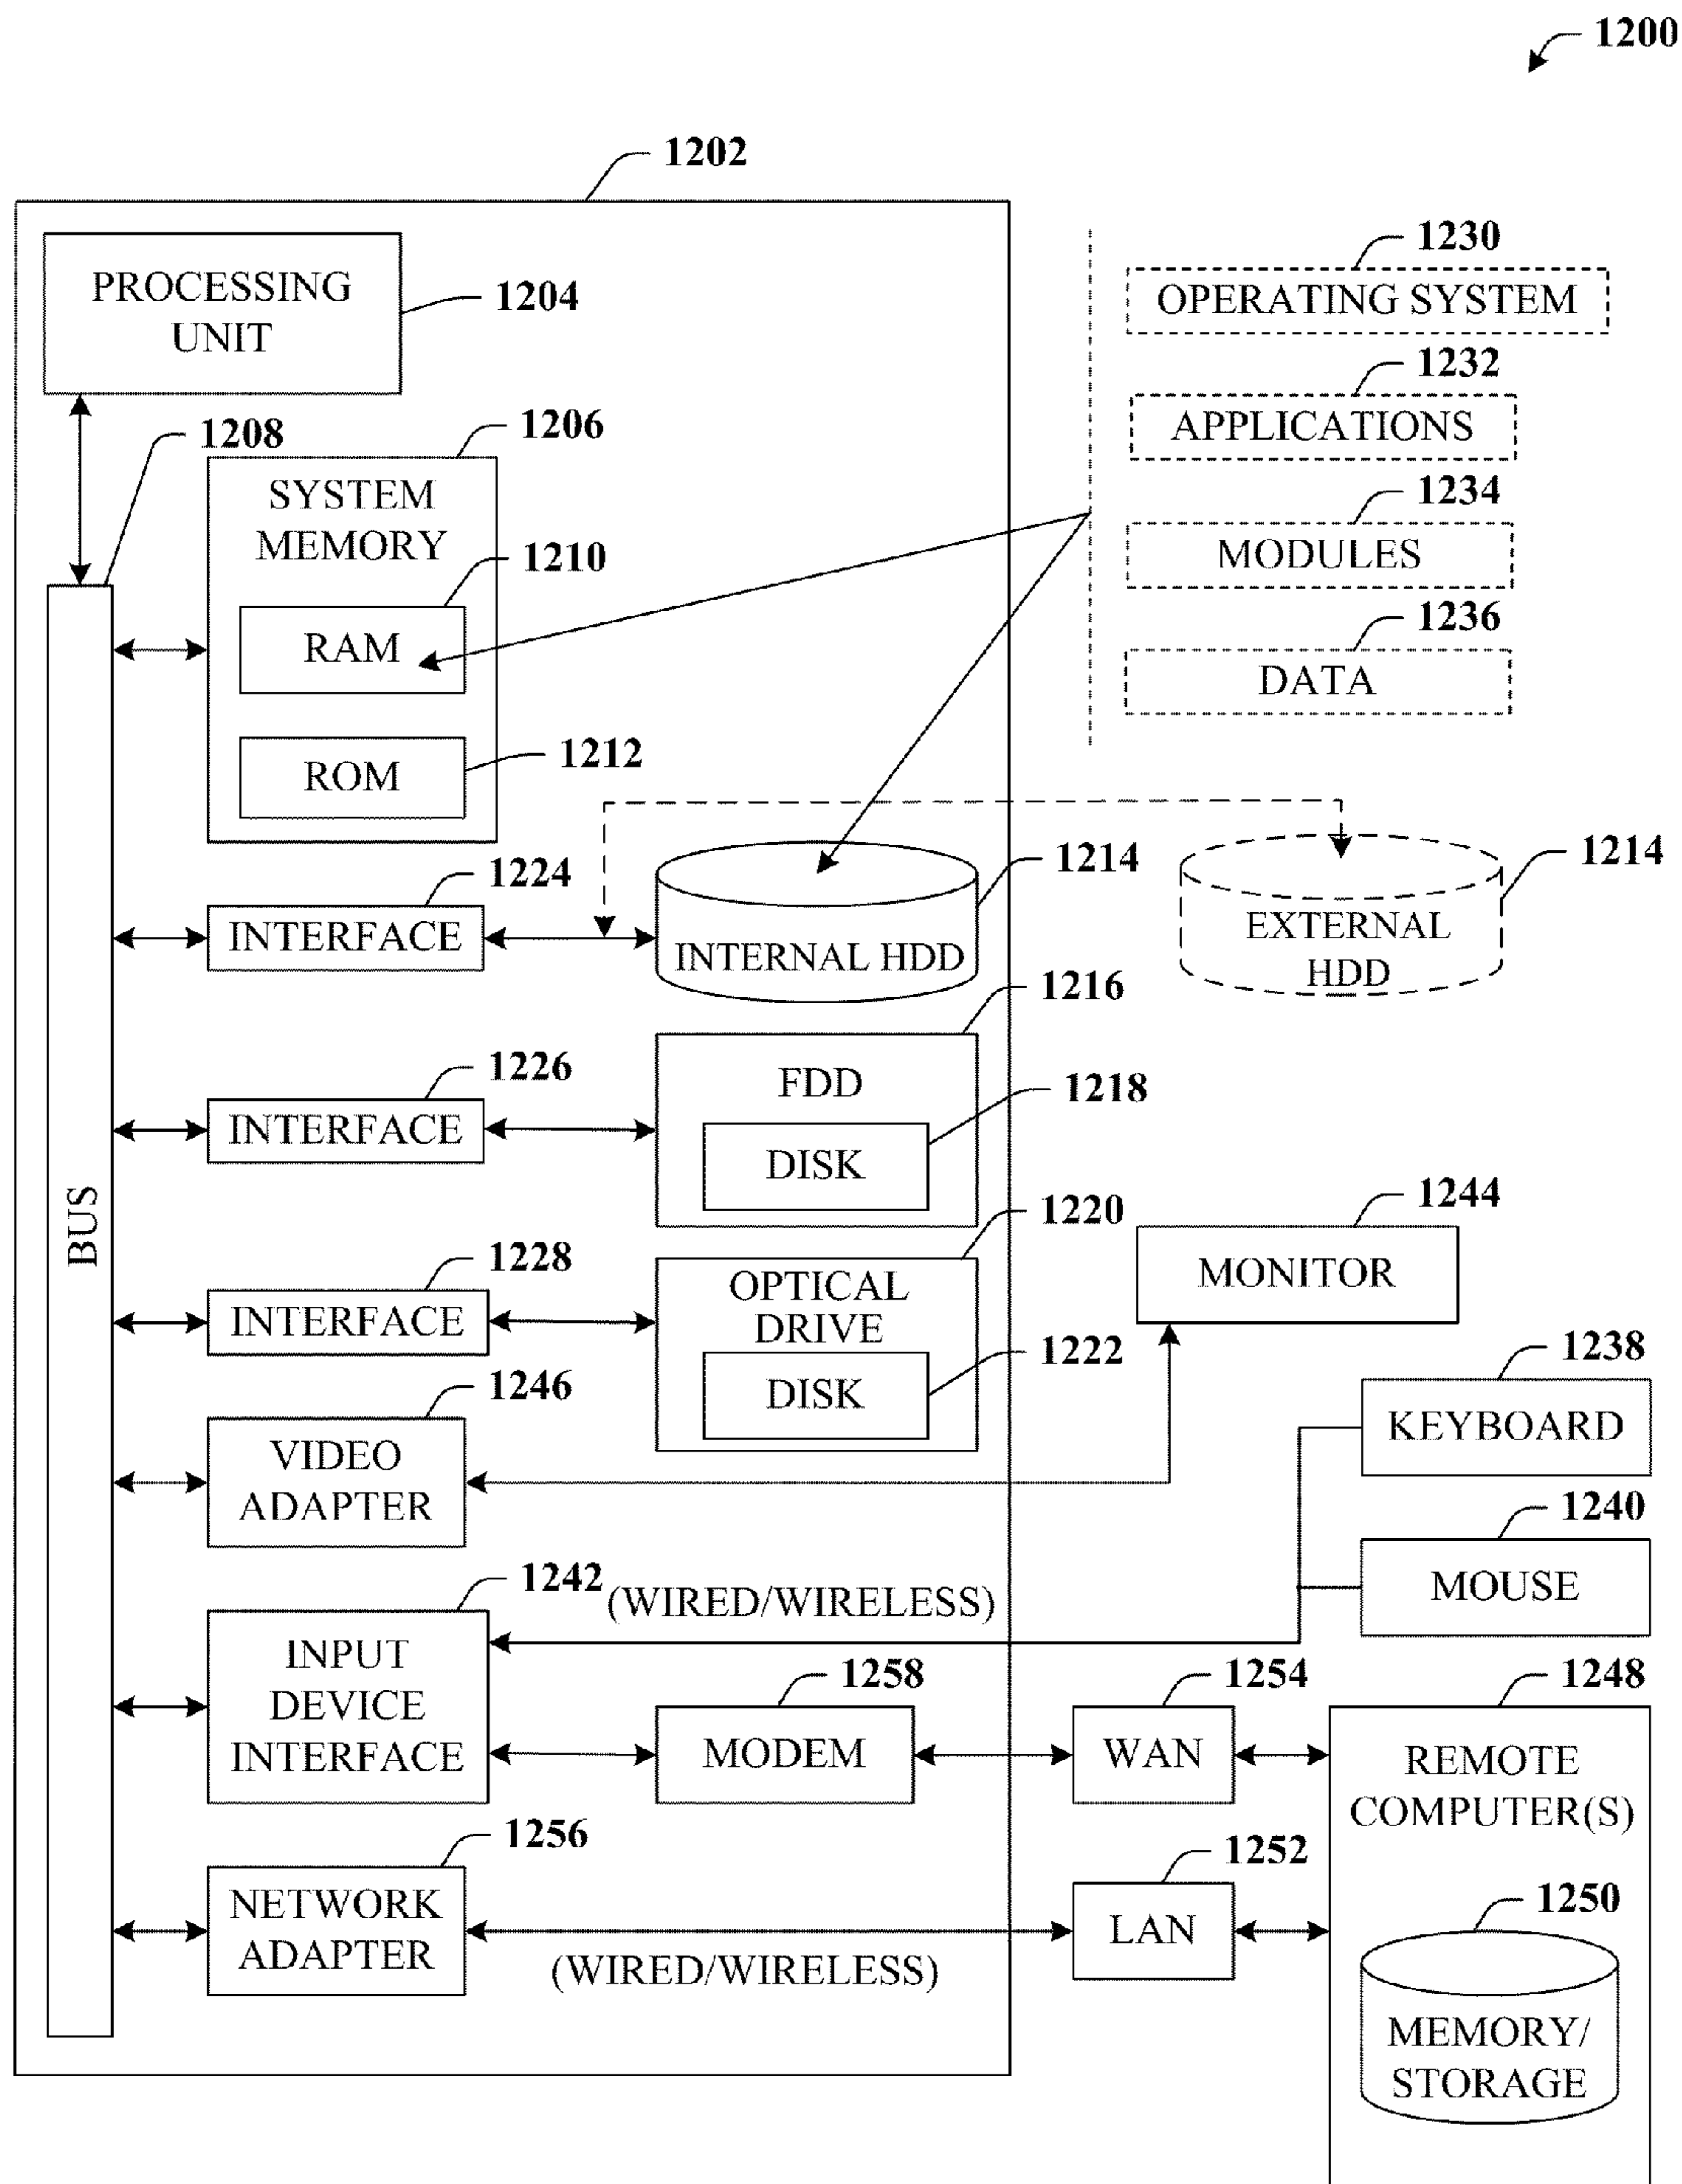 1200
1202
PROCESSING
UNIT
1204
1230
OPERATING SYSTEM
1232
APPLICATIONS
1234
MODULES
1236
DATA
1208
1206
SYSTEM
MEMORY
1210
RAM
1212
ROM
1224
INTERFACE
1214
INTERNAL HDD
1214
EXTERNAL
HDD
1226
INTERFACE
1216
FDD
1218
DISK
BUS
1228
INTERFACE
1220
OPTICAL
DRIVE
1222
DISK
1244
MONITOR
1246
VIDEO
ADAPTER
1238
KEYBOARD
1240
MOUSE
1242
(WIRED/WIRELESS)
INPUT
DEVICE
INTERFACE
1258
MODEM
1254
WAN
1248
REMOTE
COMPUTER(S)
1256
NETWORK
ADAPTER
(WIRED/WIRELESS)
1252
LAN
1250
MEMORY/
STORAGE